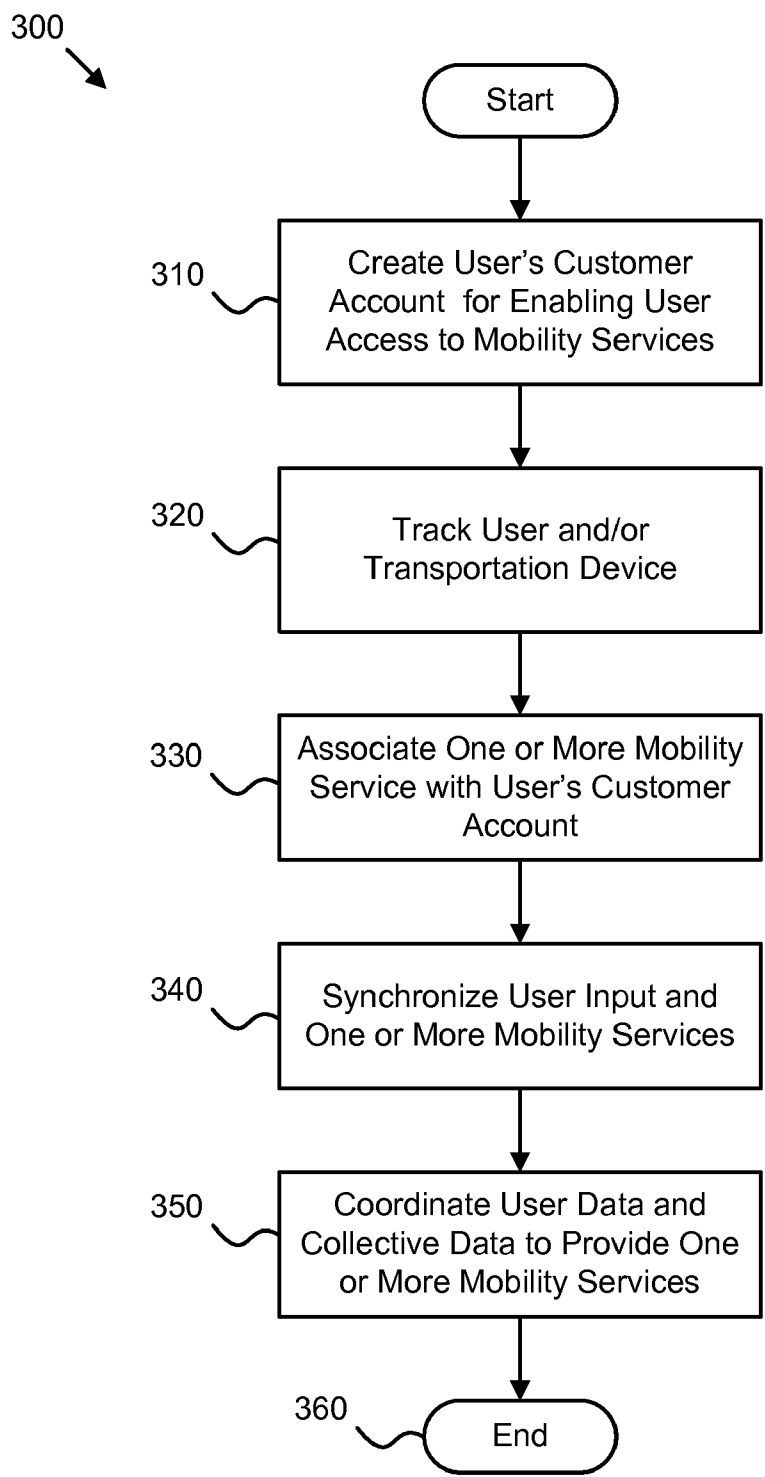 300
Start
310
Create User's Customer
Account for Enabling User
Access to Mobility Services
320
Track User and/or
Transportation Device
330
Associate One or More Mobility
Service with User's Customer
Account
340
Synchronize User Input and
One or More Mobility Services
350
Coordinate User Data and
Collective Data to Provide One
or More Mobility Services
360
End